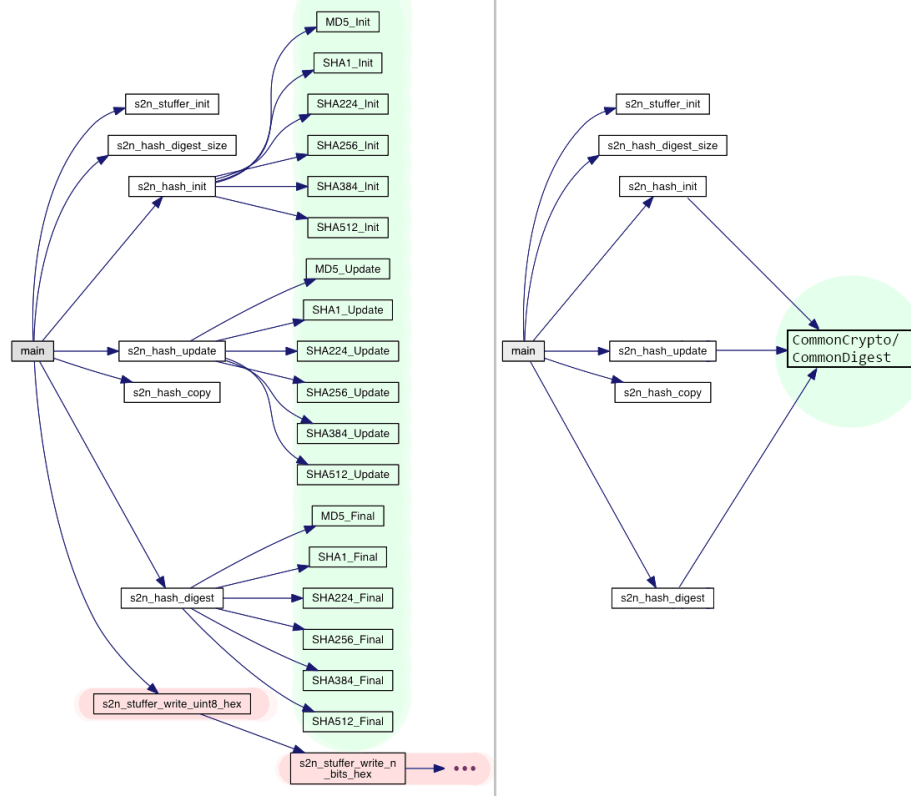 MD5_Init
SHA1_Init
s2n_stuffer_init
SHA224_Init
s2n_hash_digest_size
SHA256_Init
s2n_hash_init
SHA384_Init
SHA512_Init
MD5_Update
SHA1_Update
main
s2n_hash_update
SHA224_Update
s2n_hash_copy
SHA256_Update
SHA384_Update
SHA512_Update
MD5_Final
SHA1_Final
s2n_hash_digest
SHA224_Final
SHA256_Final
SHA384_Final
s2n_stuffer_write_uint8_hex
SHA512_Final
s2n_stuffer_write_n
_bits_hex
•••
s2n_stuffer_init
s2n_hash_digest_size
s2n_hash_init
main
s2n_hash_update
CommonCrypto/
CommonDigest
s2n_hash_copy
s2n_hash_digest